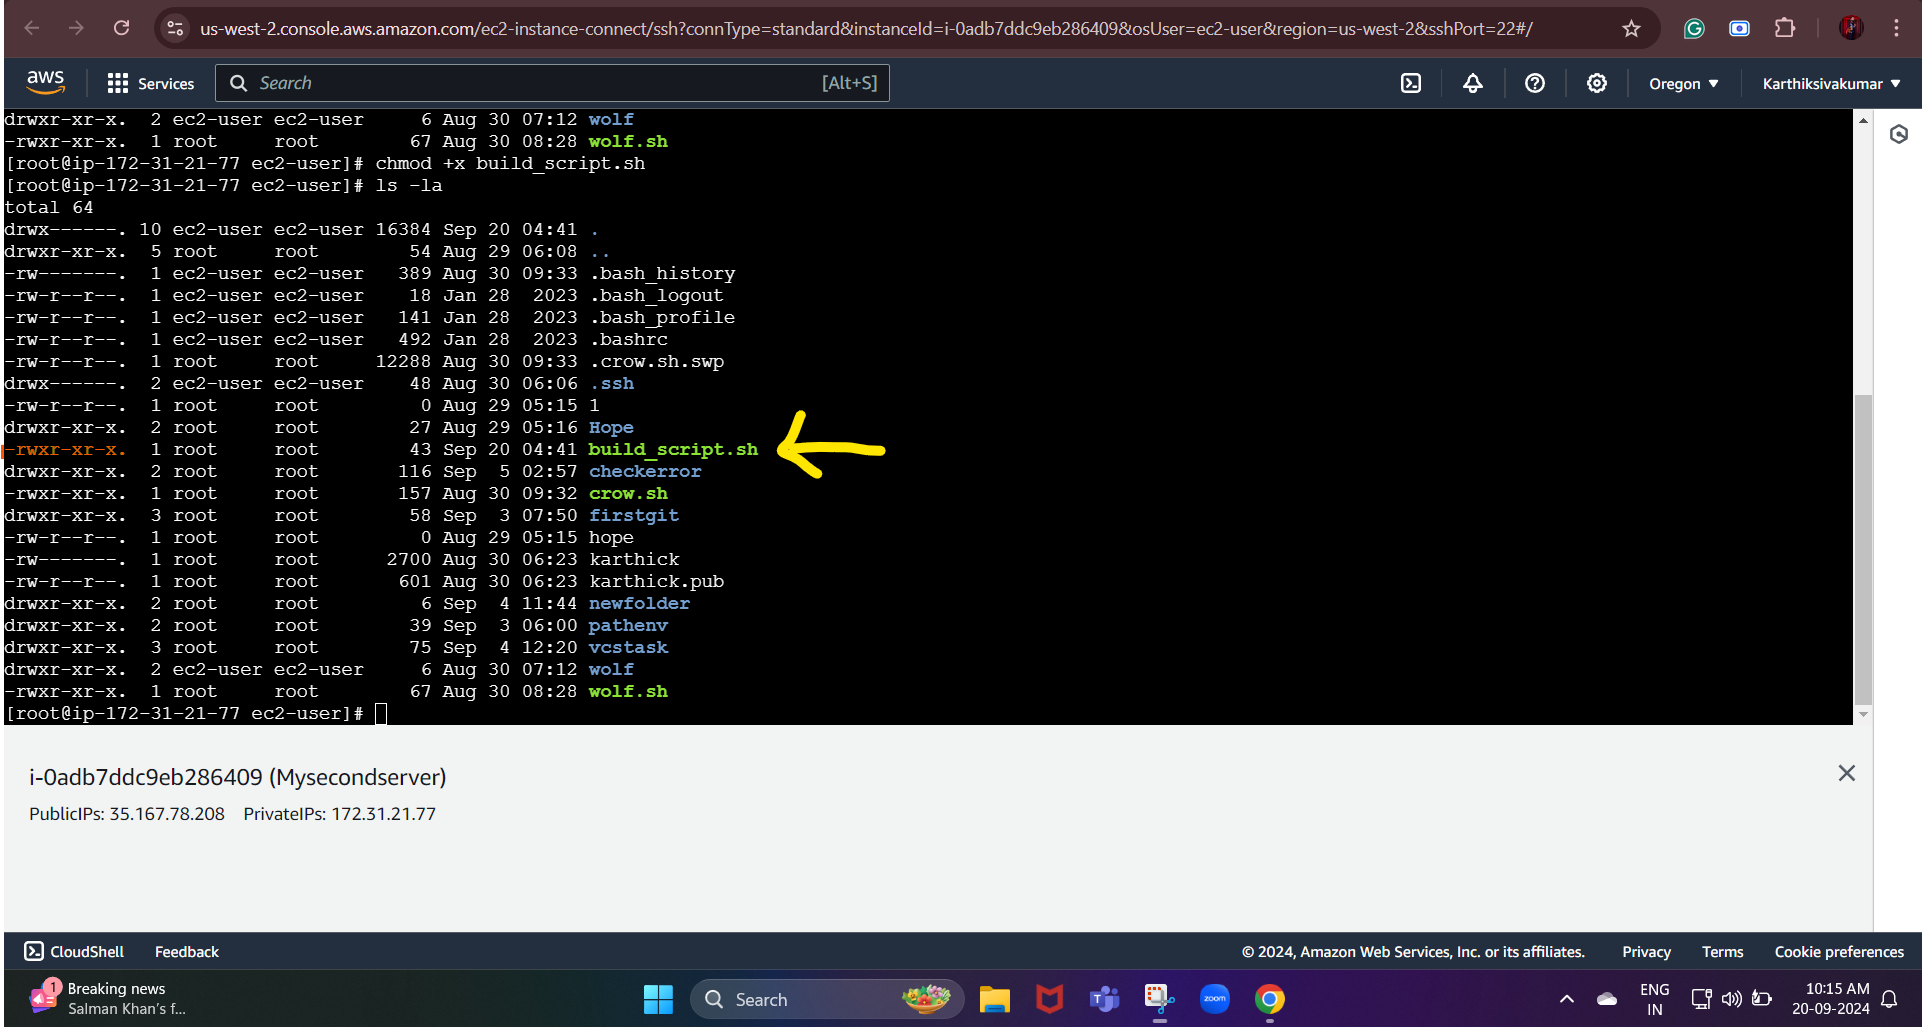 us-west-2.console.aws.amazon.com/ec2-instance-connect/ssh?connType=standard&instanceId=i-0adb7ddc9eb286409&osUser=ec2-user&region=us-west-2&sshPort=22#/
aws Services Search [Alt+S] Oregon Karthiksivakumar
drwxr-xr-x. 2 ec2-user ec2-user 6 Aug 30 07:12 wolf
-rwxr-xr-x. 1 root root 67 Aug 30 08:28 wolf.sh
[root@ip-172-31-21-77 ec2-user]# chmod +x build_script.sh
[root@ip-172-31-21-77 ec2-user]# ls -la
total 64
drwx------. 10 ec2-user ec2-user 16384 Sep 20 04:41 .
drwxr-xr-x. 5 root root 54 Aug 29 06:08 ..
-rw-------. 1 ec2-user ec2-user 389 Aug 30 09:33 .bash_history
-rw-r--r--. 1 ec2-user ec2-user 18 Jan 28 2023 .bash_logout
-rw-r--r--. 1 ec2-user ec2-user 141 Jan 28 2023 .bash_profile
-rw-r--r--. 1 ec2-user ec2-user 492 Jan 28 2023 .bashrc
-rw-r--r--. 1 root root 12288 Aug 30 09:33 .crow.sh.swp
drwx------. 2 ec2-user ec2-user 48 Aug 30 06:06 .ssh
-rw-r--r--. 1 root root 0 Aug 29 05:15 1
drwxr-xr-x. 2 root root 27 Aug 29 05:16 Hope
-rwxr-xr-x. 1 root root 43 Sep 20 04:41 build_script.sh
drwxr-xr-x. 2 root root 116 Sep 5 02:57 checkerror
-rwxr-xr-x. 1 root root 157 Aug 30 09:32 crow.sh
drwxr-xr-x. 3 root root 58 Sep 3 07:50 firstgit
-rw-r--r--. 1 root root 0 Aug 29 05:15 hope
-rw-------. 1 root root 2700 Aug 30 06:23 karthick
-rw-r--r--. 1 root root 601 Aug 30 06:23 karthick.pub
drwxr-xr-x. 2 root root 6 Sep 4 11:44 newfolder
drwxr-xr-x. 2 root root 39 Sep 3 06:00 pathenv
drwxr-xr-x. 3 root root 75 Sep 4 12:20 vcstask
drwxr-xr-x. 2 ec2-user ec2-user 6 Aug 30 07:12 wolf
-rwxr-xr-x. 1 root root 67 Aug 30 08:28 wolf.sh
[root@ip-172-31-21-77 ec2-user]#
i-0adb7ddc9eb286409 (Mysecondserver)
PublicIPs: 35.167.78.208 PrivateIPs: 172.31.21.77
CloudShell Feedback © 2024, Amazon Web Services, Inc. or its affiliates. Privacy Terms Cookie preferences
1
Breaking news
Salman Khan's f...
Search
zoom
ENG
IN
10:15 AM
20-09-2024